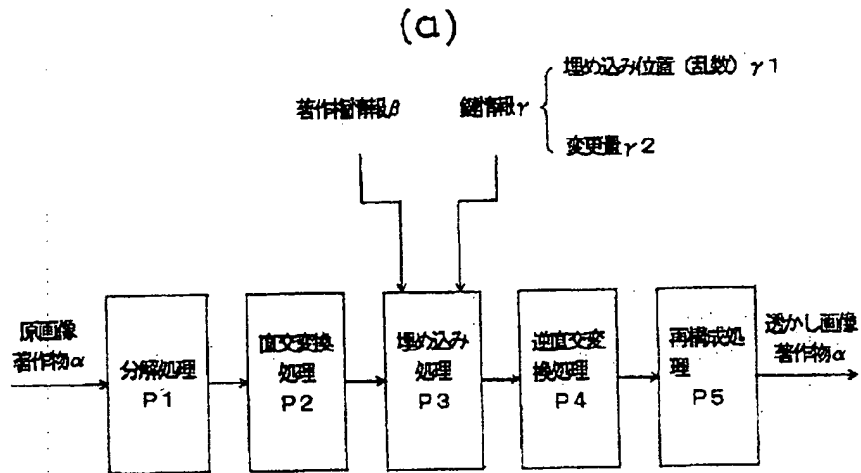 (a)
埋め込み位置(乱数)γ1
著作権情報β
鍵情報γ
変更量γ2
原画像
著作物α
分解処理
P1
直交変換
処理
P2
埋め込み
処理
P3
逆直交変
換処理
P4
再構成処
理
P5
透かし画像
著作物α